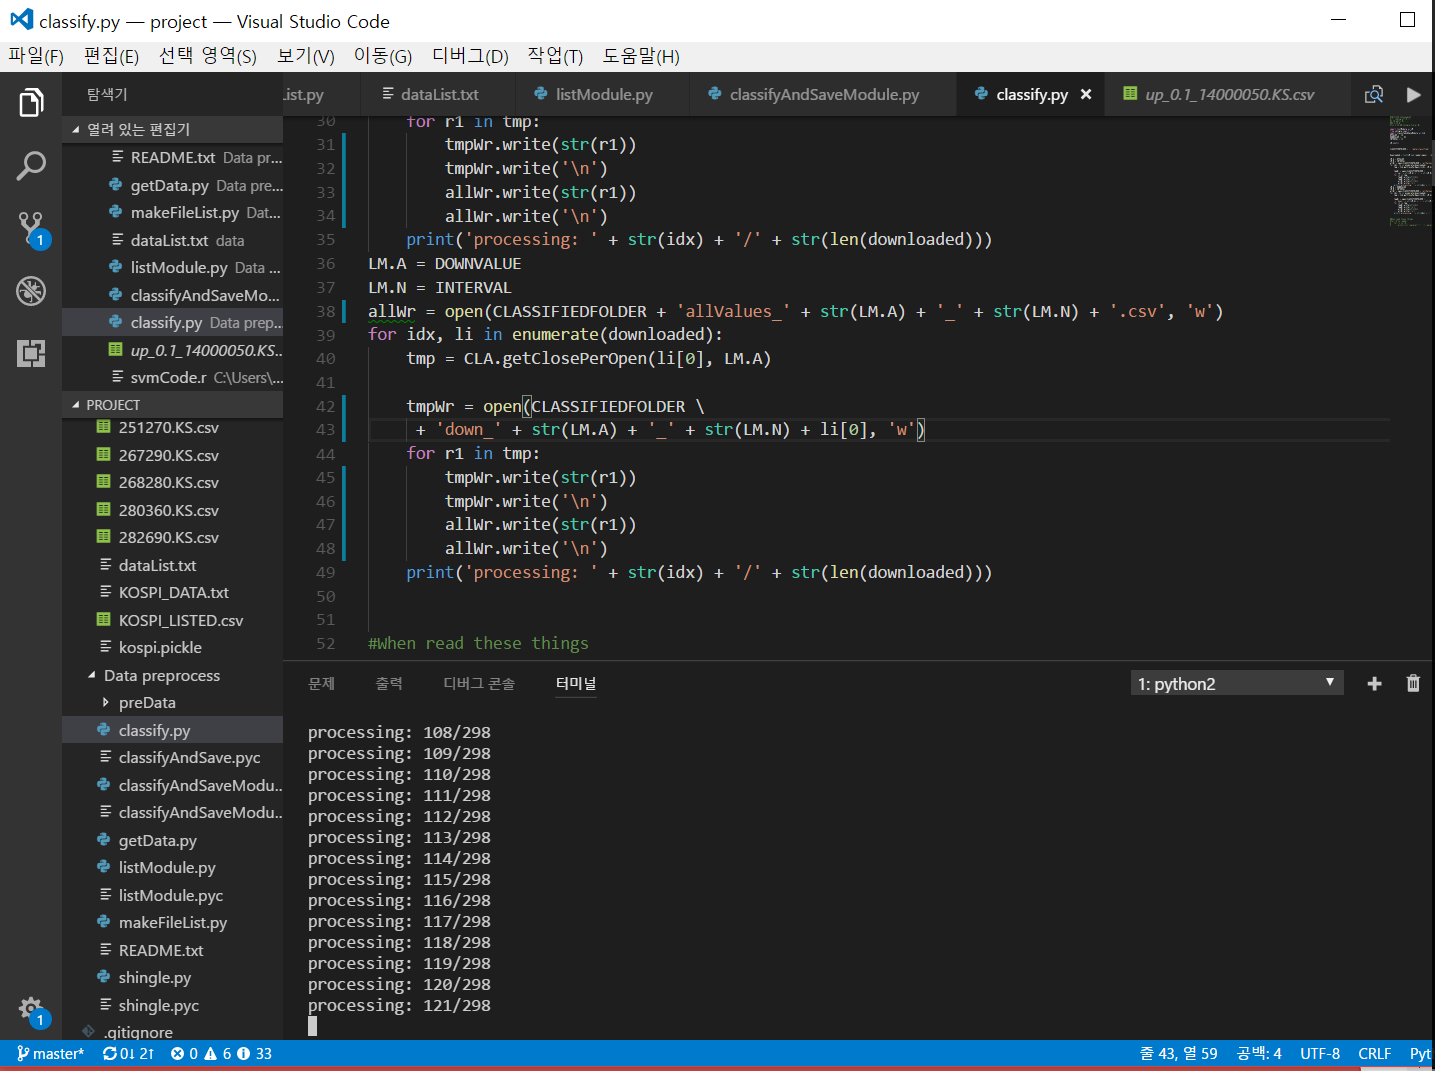 classify.py — project — Visual Studio Code
파일(F) 편집(E) 선택 영역(S) 보기(V) 이동(G) 디버그(D) 작업(T) 도움말(H)
탐색기
List.py dataList.txt listModule.py classifyAndSaveModule.py classify.py × up_0.1_14000050.KS.csv
열려 있는 편집기
README.txt Data pr...
getData.py Data pre...
makeFileList.py Dat...
dataList.txt data
listModule.py Data ...
classifyAndSaveMo...
classify.py Data prep...
up_0.1_14000050.KS...
svmCode.r C:\Users\...
PROJECT
251270.KS.csv
267290.KS.csv
268280.KS.csv
280360.KS.csv
282690.KS.csv
dataList.txt
KOSPI_DATA.txt
KOSPI_LISTED.csv
kospi.pickle
Data preprocess
preData
classify.py
classifyAndSave.pyc
classifyAndSaveModu...
classifyAndSaveModu...
getData.py
listModule.py
listModule.pyc
makeFileList.py
README.txt
shingle.py
shingle.pyc
.gitignore
1
1
30 for r1 in tmp:
31 tmpWr.write(str(r1))
32 tmpWr.write('\n')
33 allWr.write(str(r1))
34 allWr.write('\n')
35 print('processing: ' + str(idx) + '/' + str(len(downloaded)))
36 LM.A = DOWNVALUE
37 LM.N = INTERVAL
38 allWr = open(CLASSIFIEDFOLDER + 'allValues_' + str(LM.A) + '_' + str(LM.N) + '.csv', 'w')
39 for idx, li in enumerate(downloaded):
40 tmp = CLA.getClosePerOpen(li[0], LM.A)
41
42 tmpWr = open(CLASSIFIEDFOLDER \
43 + 'down_' + str(LM.A) + '_' + str(LM.N) + li[0], 'w')
44 for r1 in tmp:
45 tmpWr.write(str(r1))
46 tmpWr.write('\n')
47 allWr.write(str(r1))
48 allWr.write('\n')
49 print('processing: ' + str(idx) + '/' + str(len(downloaded)))
50
51
52 #When read these things
문제 출력 디버그 콘솔 터미널 1: python2
processing: 108/298
processing: 109/298
processing: 110/298
processing: 111/298
processing: 112/298
processing: 113/298
processing: 114/298
processing: 115/298
processing: 116/298
processing: 117/298
processing: 118/298
processing: 119/298
processing: 120/298
processing: 121/298
master* 0↓ 2↑ 0 6 33 줄 43, 열 59 공백: 4 UTF-8 CRLF Pyt